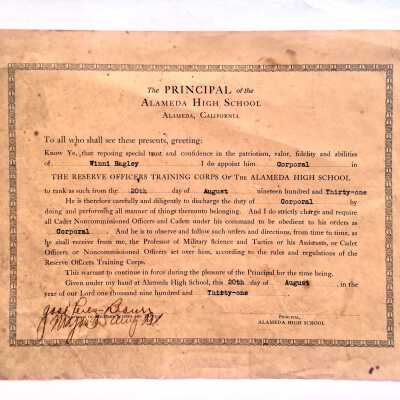 The PRINCIPAL of the
ALAMEDA HIGH SCHOOL
ALAMEDA, CALIFORNIA
To all who shall see these presents, greeting:
Know Ye, that reposing special trust and confidence in the patriotism, valor, fidelity and abilities
of Winni Bagley I do appoint him Corporal in
THE RESERVE OFFICERS TRAINING CORPS OF THE ALAMEDA HIGH SCHOOL
to rank as such from the 20th day of August nineteen hundred and Thirty-one
He is therefore carefully and diligently to discharge the duty of Corporal by
doing and performing all manner of things thereunto belonging. And I do strictly charge and require
all Cadet Noncommissioned Officers and Cadets under his command to be obedient to his orders as
Corporal And he is to observe and follow such orders and directions, from time to time, as
he shall receive from me, the Professor of Military Science and Tactics or his Assistants, or Cadet
Officers or Noncommissioned Officers set over him, according to the rules and regulations of the
Reserve Officers Training Corps.
This warrant to continue in force during the pleasure of the Principal for the time being.
Given under my hand at Alameda High School, this 20th day of August, in the
year of our Lord one thousand nine hundred and Thirty-one
PRINCIPAL,
ALAMEDA HIGH SCHOOL